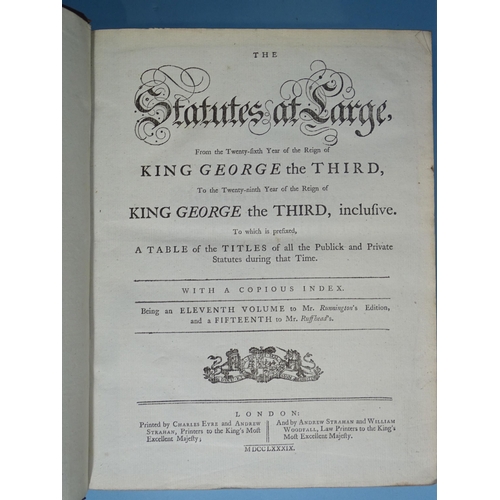 THE
Statutes at Large,
From the Twenty-ſixth Year of the Reign of
KING GEORGE the THIRD,
To the Twenty-ninth Year of the Reign of
KING GEORGE the THIRD, incluſive.
To which is prefixed,
A TABLE of the TITLES of all the Publick and Private
Statutes during that Time.
WITH A COPIOUS INDEX.
Being an ELEVENTH VOLUME to Mr. Runnington's Edition,
and a FIFTEENTH to Mr. Ruffhead's.
LONDON:
Printed by CHARLES EYRE and ANDREW
STRAHAN, Printers to the King's Moſt
Excellent Majeſty;
And by ANDREW STRAHAN and WILLIAM
WOODFALL, Law Printers to the King's
Moſt Excellent Majeſty.
MDCCLXXXIX.